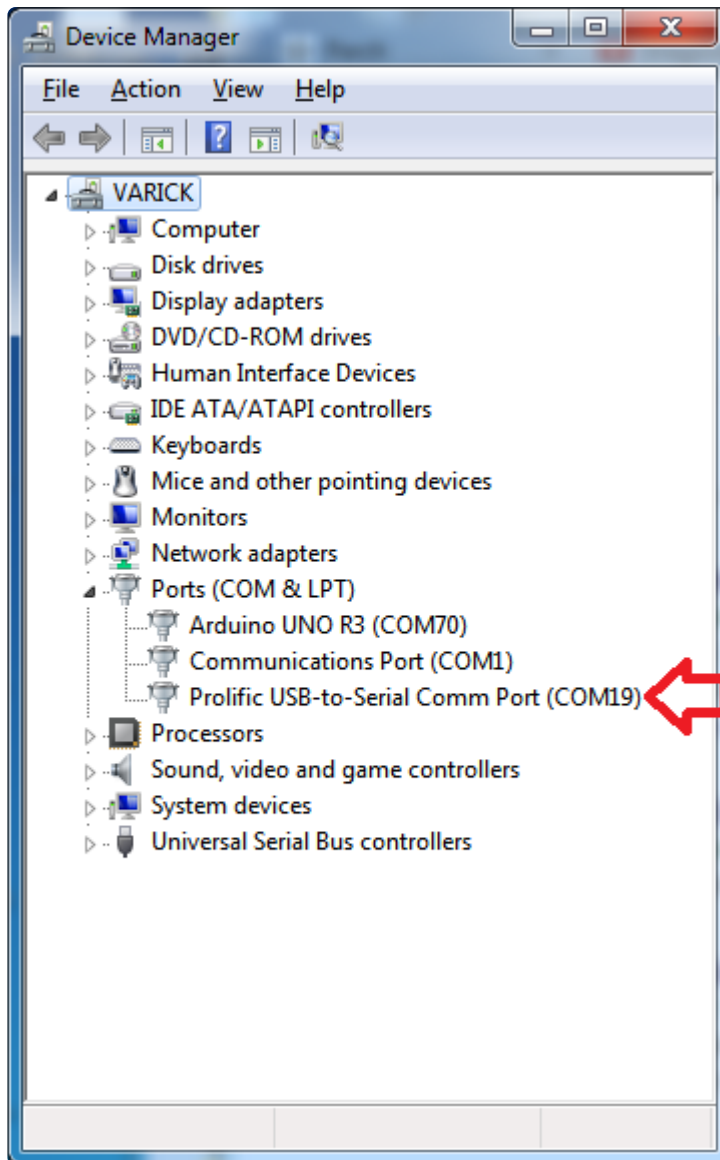 Device Manager
File Action View Help
VARICK
Computer
Disk drives
Display adapters
DVD/CD-ROM drives
Human Interface Devices
IDE ATA/ATAPI controllers
Keyboards
Mice and other pointing devices
Monitors
Network adapters
Ports (COM & LPT)
Arduino UNO R3 (COM70)
Communications Port (COM1)
Prolific USB-to-Serial Comm Port (COM19)
Processors
Sound, video and game controllers
System devices
Universal Serial Bus controllers